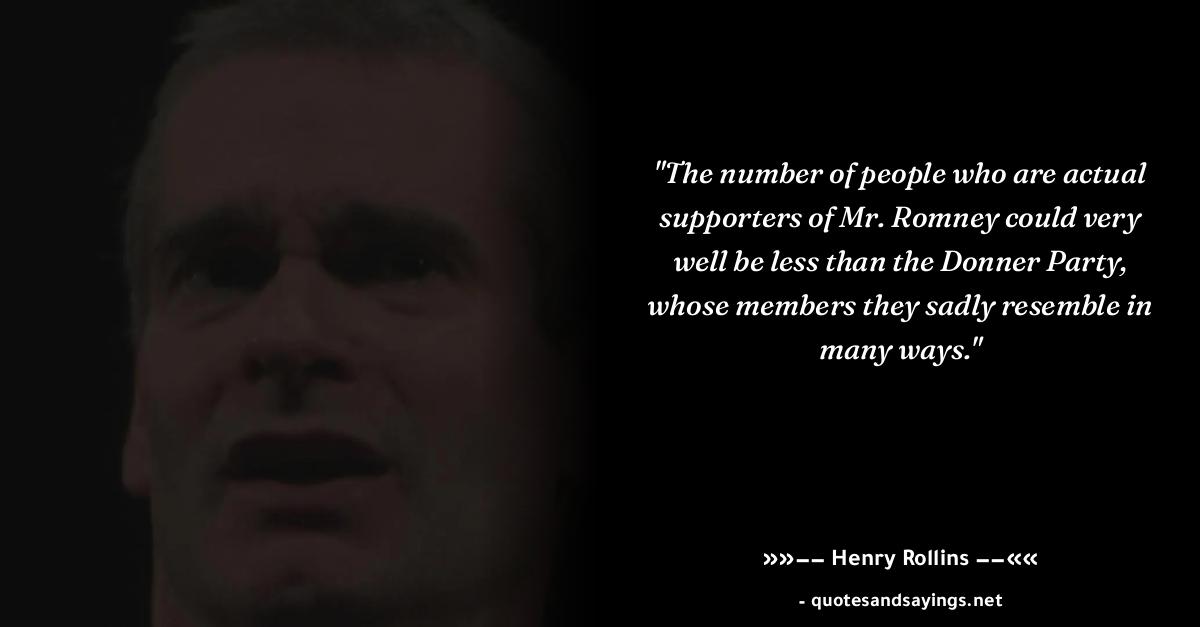 "The number of people who are actual
supporters of Mr. Romney could very
well be less than the Donner Party,
whose members they sadly resemble in
many ways."
»»−− Henry Rollins −−««
- quotesandsayings.net